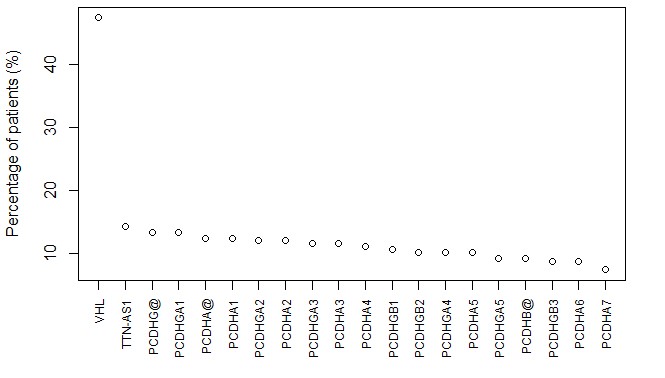 Percentage of patients (%)
40
30
20
10
VHL
TTN-AS1
PCDHG@
PCDHGA1
PCDHA@
PCDHA1
PCDHGA2
PCDHA2
PCDHGA3
PCDHA3
PCDHA4
PCDHGB1
PCDHGB2
PCDHGA4
PCDHA5
PCDHGA5
PCDHB@
PCDHGB3
PCDHA6
PCDHA7